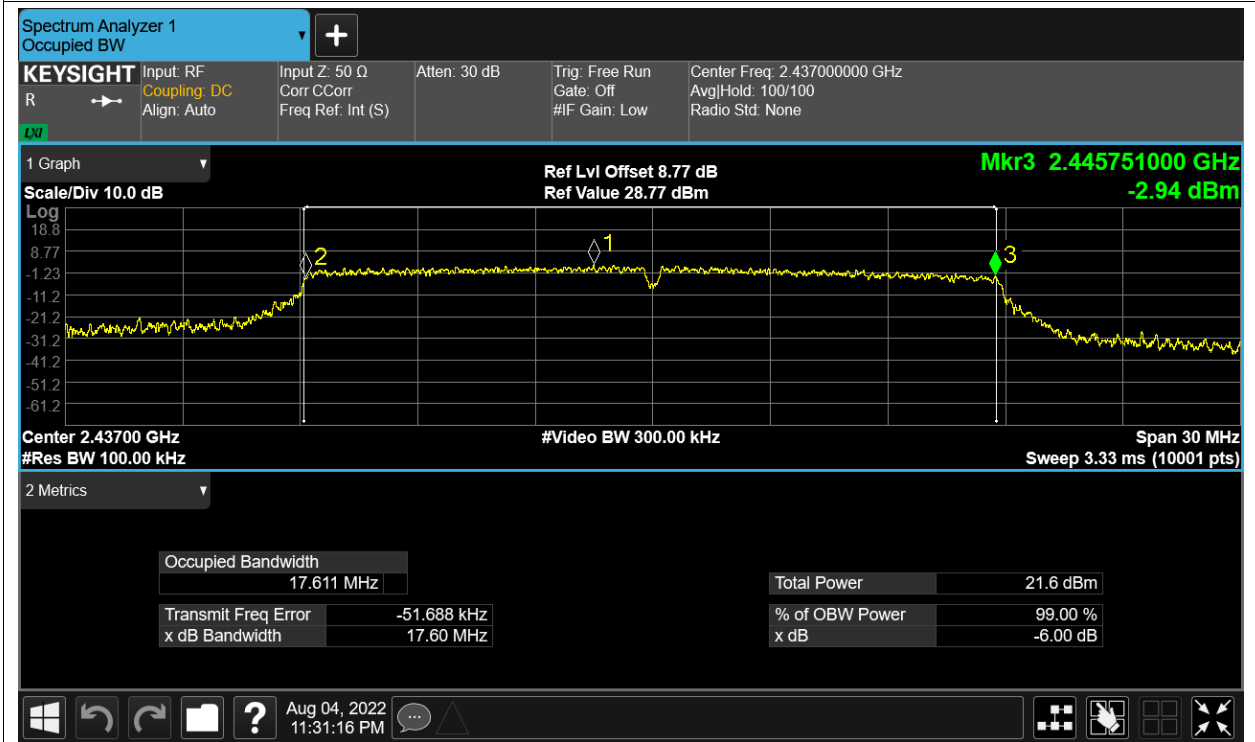 Spectrum Analyzer 1
Occupied BW
+
KEYSIGHT
R
LXI
Input: RF
Coupling: DC
Align: Auto
Input Z: 50 Ω
Corr CCorr
Freq Ref: Int (S)
Atten: 30 dB
Trig: Free Run
Gate: Off
#IF Gain: Low
Center Freq: 2.437000000 GHz
Avg|Hold: 100/100
Radio Std: None
1 Graph
Scale/Div 10.0 dB
Ref Lvl Offset 8.77 dB
Ref Value 28.77 dBm
Mkr3 2.445751000 GHz
-2.94 dBm
Log
18.8
8.77
-1.23
-11.2
-21.2
-31.2
-41.2
-51.2
-61.2
2
1
3
Center 2.43700 GHz
#Video BW 300.00 kHz
Span 30 MHz
#Res BW 100.00 kHz
Sweep 3.33 ms (10001 pts)
2 Metrics
Occupied Bandwidth
17.611 MHz
Total Power 21.6 dBm
Transmit Freq Error -51.688 kHz
% of OBW Power 99.00 %
x dB Bandwidth 17.60 MHz
x dB -6.00 dB
?
Aug 04, 2022
11:31:16 PM